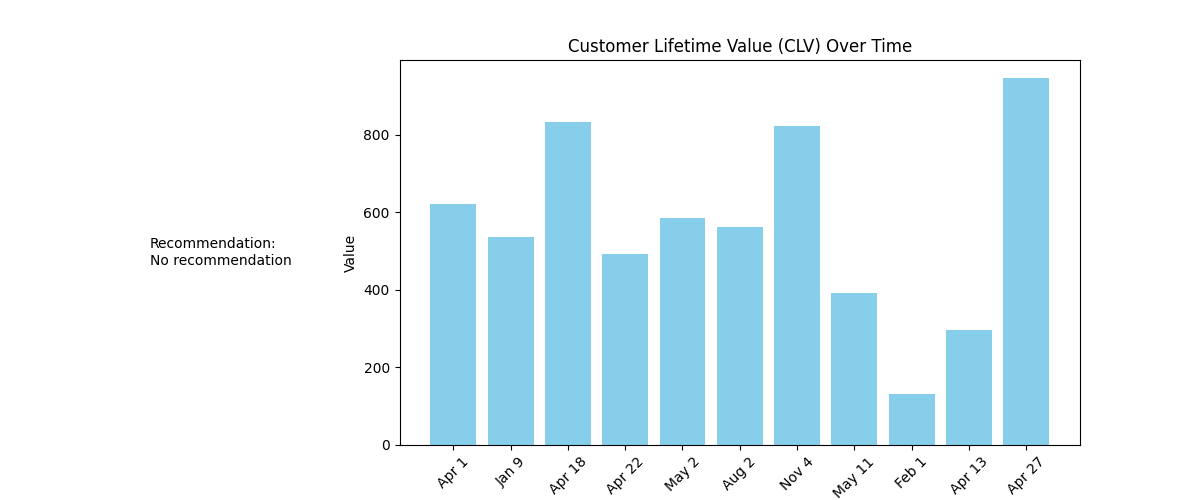 Customer Lifetime Value (CLV) Over Time
Recommendation:
No recommendation
Value
800
600
400
200
0
Apr 1
Jan 9
Apr 18
Apr 22
May 2
Aug 2
Nov 4
May 11
Feb 1
Apr 13
Apr 27